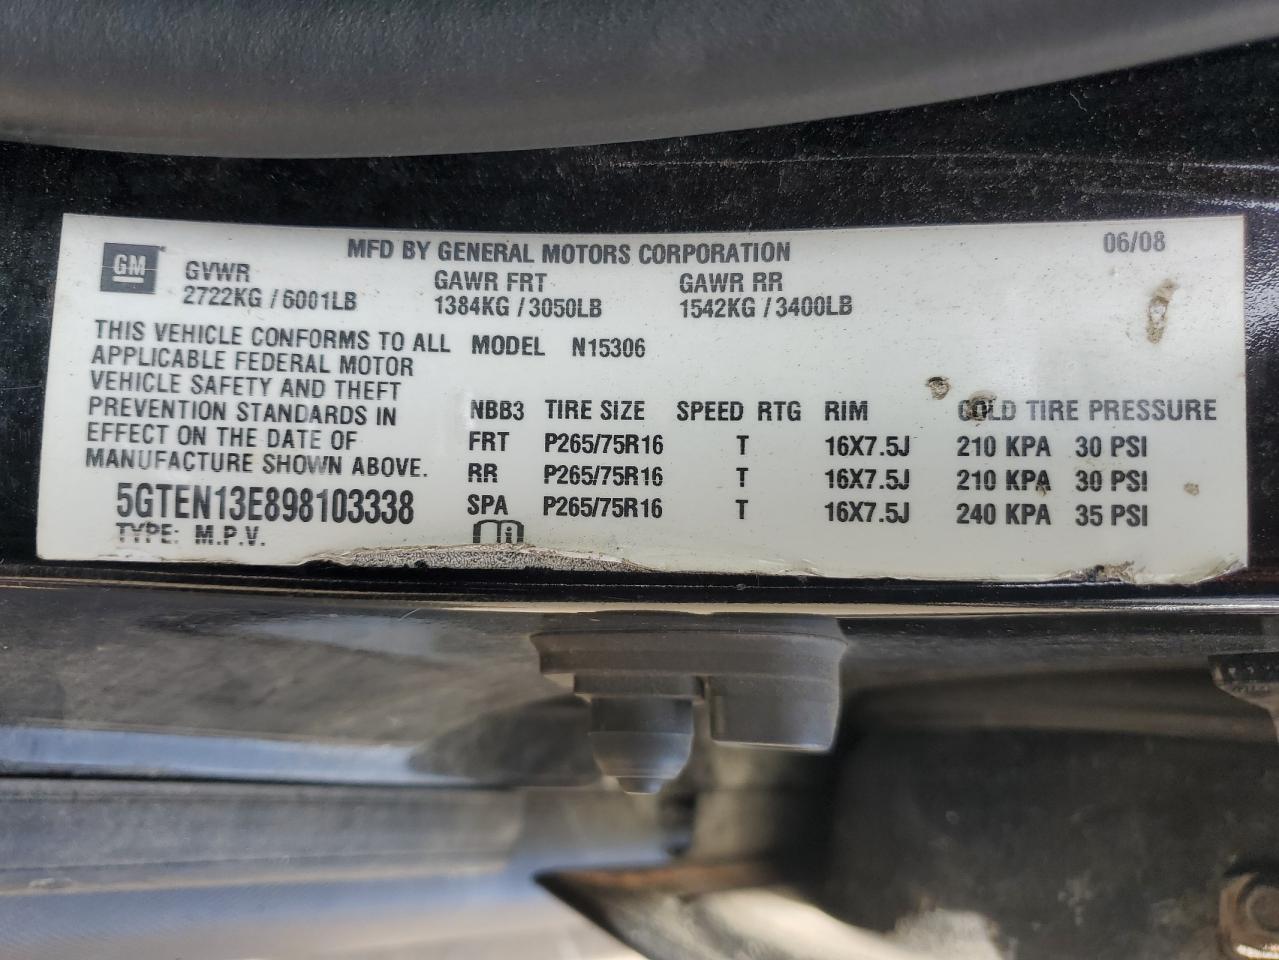 MFD BY GENERAL MOTORS CORPORATION 06/08
GM GVWR GAWR FRT GAWR RR
2722KG / 6001LB 1384KG / 3050LB 1542KG / 3400LB
THIS VEHICLE CONFORMS TO ALL MODEL N15306
APPLICABLE FEDERAL MOTOR
VEHICLE SAFETY AND THEFT
PREVENTION STANDARDS IN NBB3 TIRE SIZE SPEED RTG RIM COLD TIRE PRESSURE
EFFECT ON THE DATE OF FRT P265/75R16 T 16X7.5J 210 KPA 30 PSI
MANUFACTURE SHOWN ABOVE. RR P265/75R16 T 16X7.5J 210 KPA 30 PSI
5GTEN13E898103338 SPA P265/75R16 T 16X7.5J 240 KPA 35 PSI
TYPE: M.P.V. i